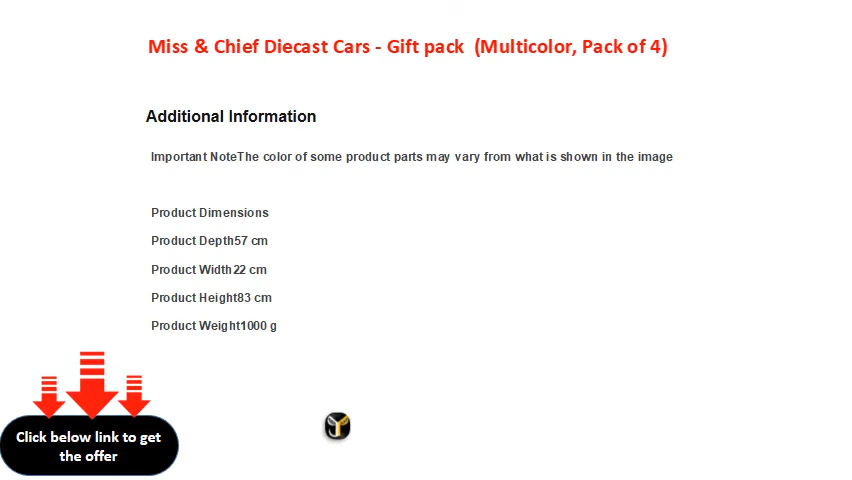 Miss & Chief Diecast Cars - Gift pack  (Multicolor, Pack of 4)
Additional Information
Important NoteThe color of some product parts may vary from what is shown in the image
Product Dimensions
Product Depth57 cm
Product Width22 cm
Product Height83 cm
Product Weight1000 g
Click below link to get
the offer